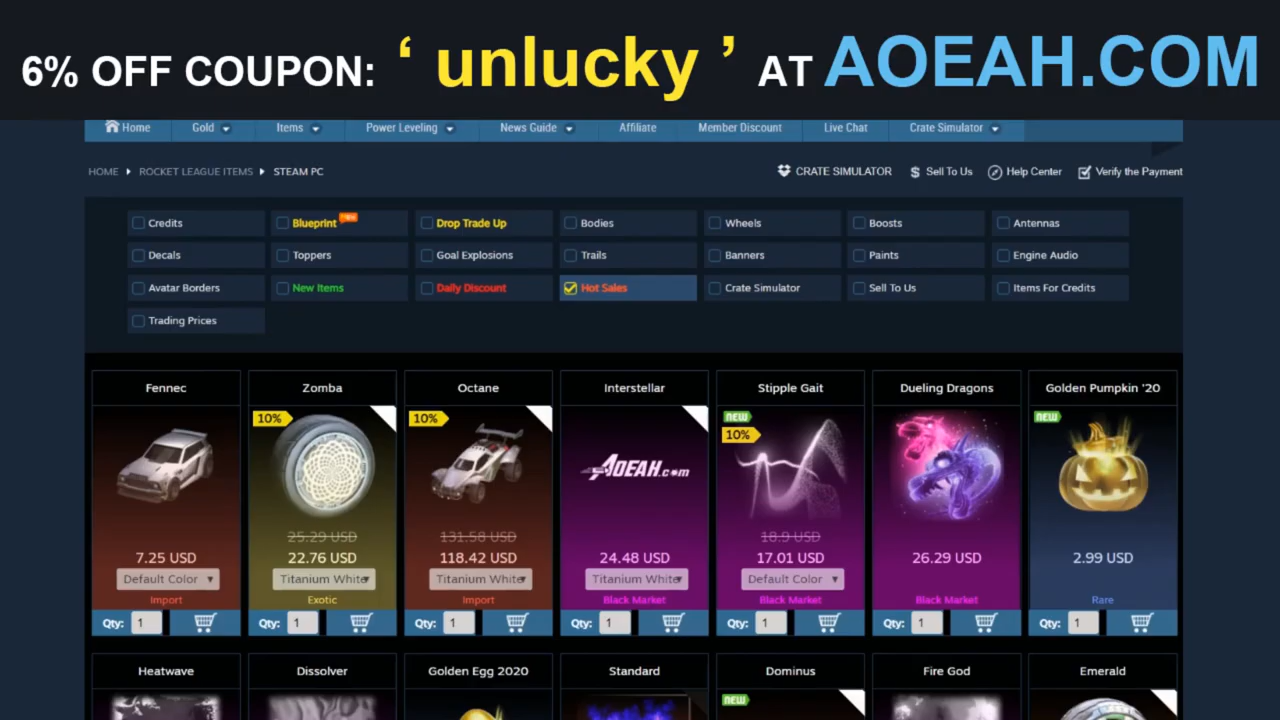 6% OFF COUPON: ‘ unlucky ’ AT AOEAH.COM
Home Gold Items Power Leveling News Guide Affiliate Member Discount Live Chat Crate Simulator
HOME ROCKET LEAGUE ITEMS STEAM PC CRATE SIMULATOR $ Sell To Us Help Center Verify the Payment
Credits Blueprint Drop Trade Up Bodies Wheels Boosts Antennas
Decals Toppers Goal Explosions Trails Banners Paints Engine Audio
Avatar Borders New Items Daily Discount Hot Sales Crate Simulator Sell To Us Items For Credits
Trading Prices
Fennec Zomba Octane Interstellar Stipple Gait Dueling Dragons Golden Pumpkin '20
10% 10% NEW NEW
10%
AOEAH.COM
25.29 USD 131.58 USD 18.9 USD
7.25 USD 22.76 USD 118.42 USD 24.48 USD 17.01 USD 26.29 USD 2.99 USD
Default Color Titanium White Titanium White Titanium White Default Color
Import Exotic Import Black Market Black Market Black Market Rare
Qty: 1 Qty: 1 Qty: 1 Qty: 1 Qty: 1 Qty: 1 Qty: 1
Heatwave Dissolver Golden Egg 2020 Standard Dominus Fire God Emerald
NEW